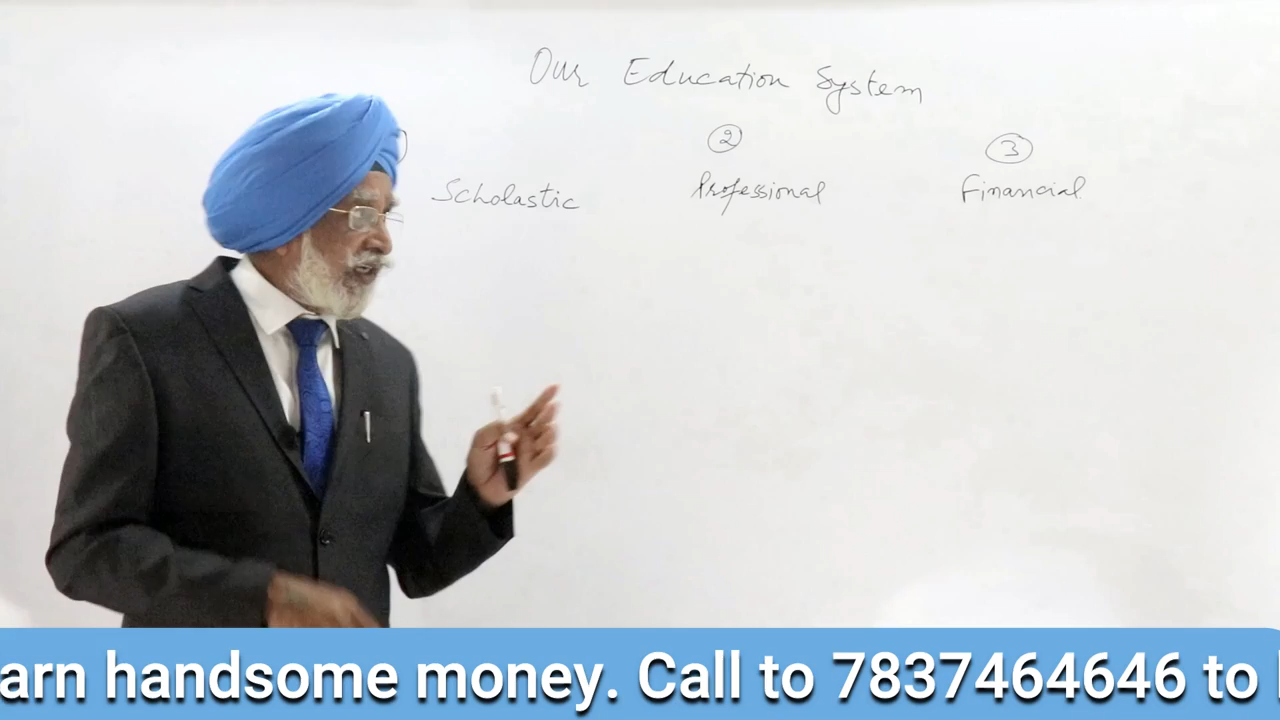 Our Education System
② ③
Scholastic Professional Financial
arn handsome money. Call to 7837464646 to